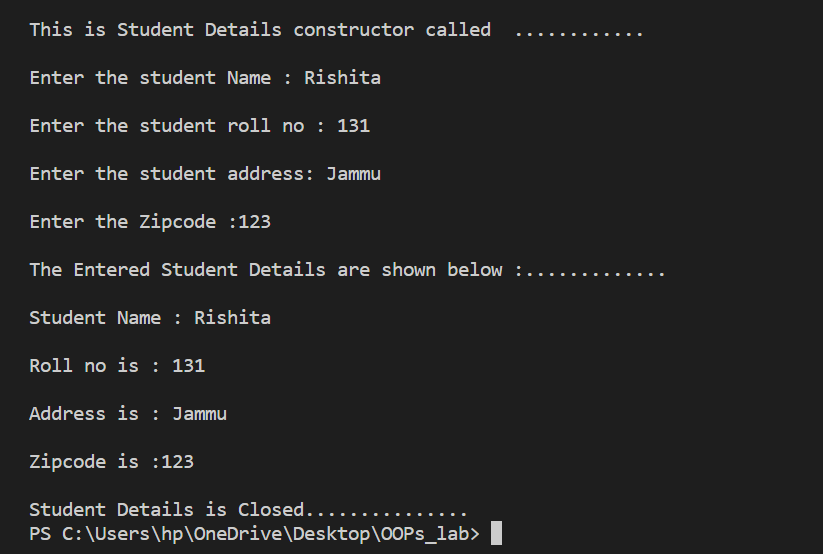 This is Student Details constructor called  ............
Enter the student Name : Rishita
Enter the student roll no : 131
Enter the student address: Jammu
Enter the Zipcode :123
The Entered Student Details are shown below :.............
Student Name : Rishita
Roll no is : 131
Address is : Jammu
Zipcode is :123
Student Details is Closed...............
PS C:\Users\hp\OneDrive\Desktop\OOPs_lab>